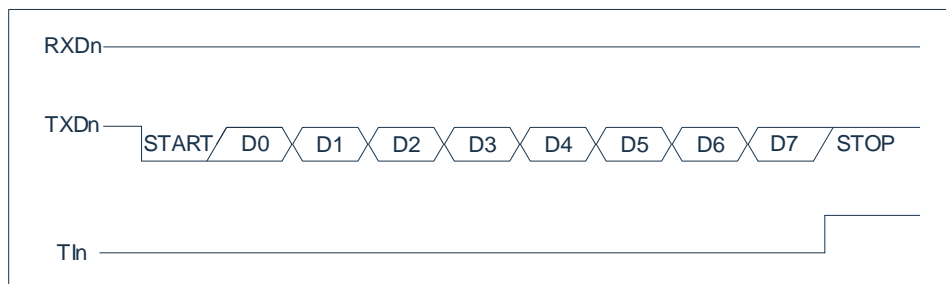 RXDn
TXDn
START D0 D1 D2 D3 D4 D5 D6 D7 STOP
TIn